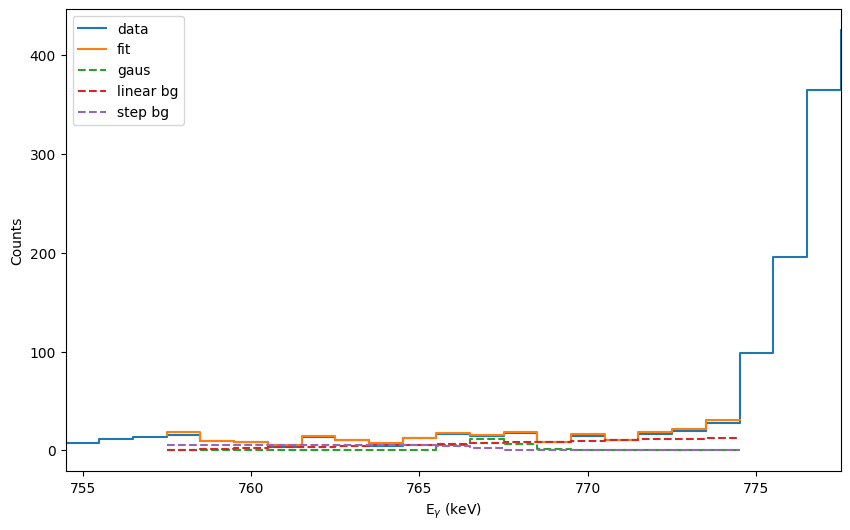 data
fit
gaus
linear bg
step bg
400
300
200
100
0
Counts
755 760 765 770 775
Eγ (keV)